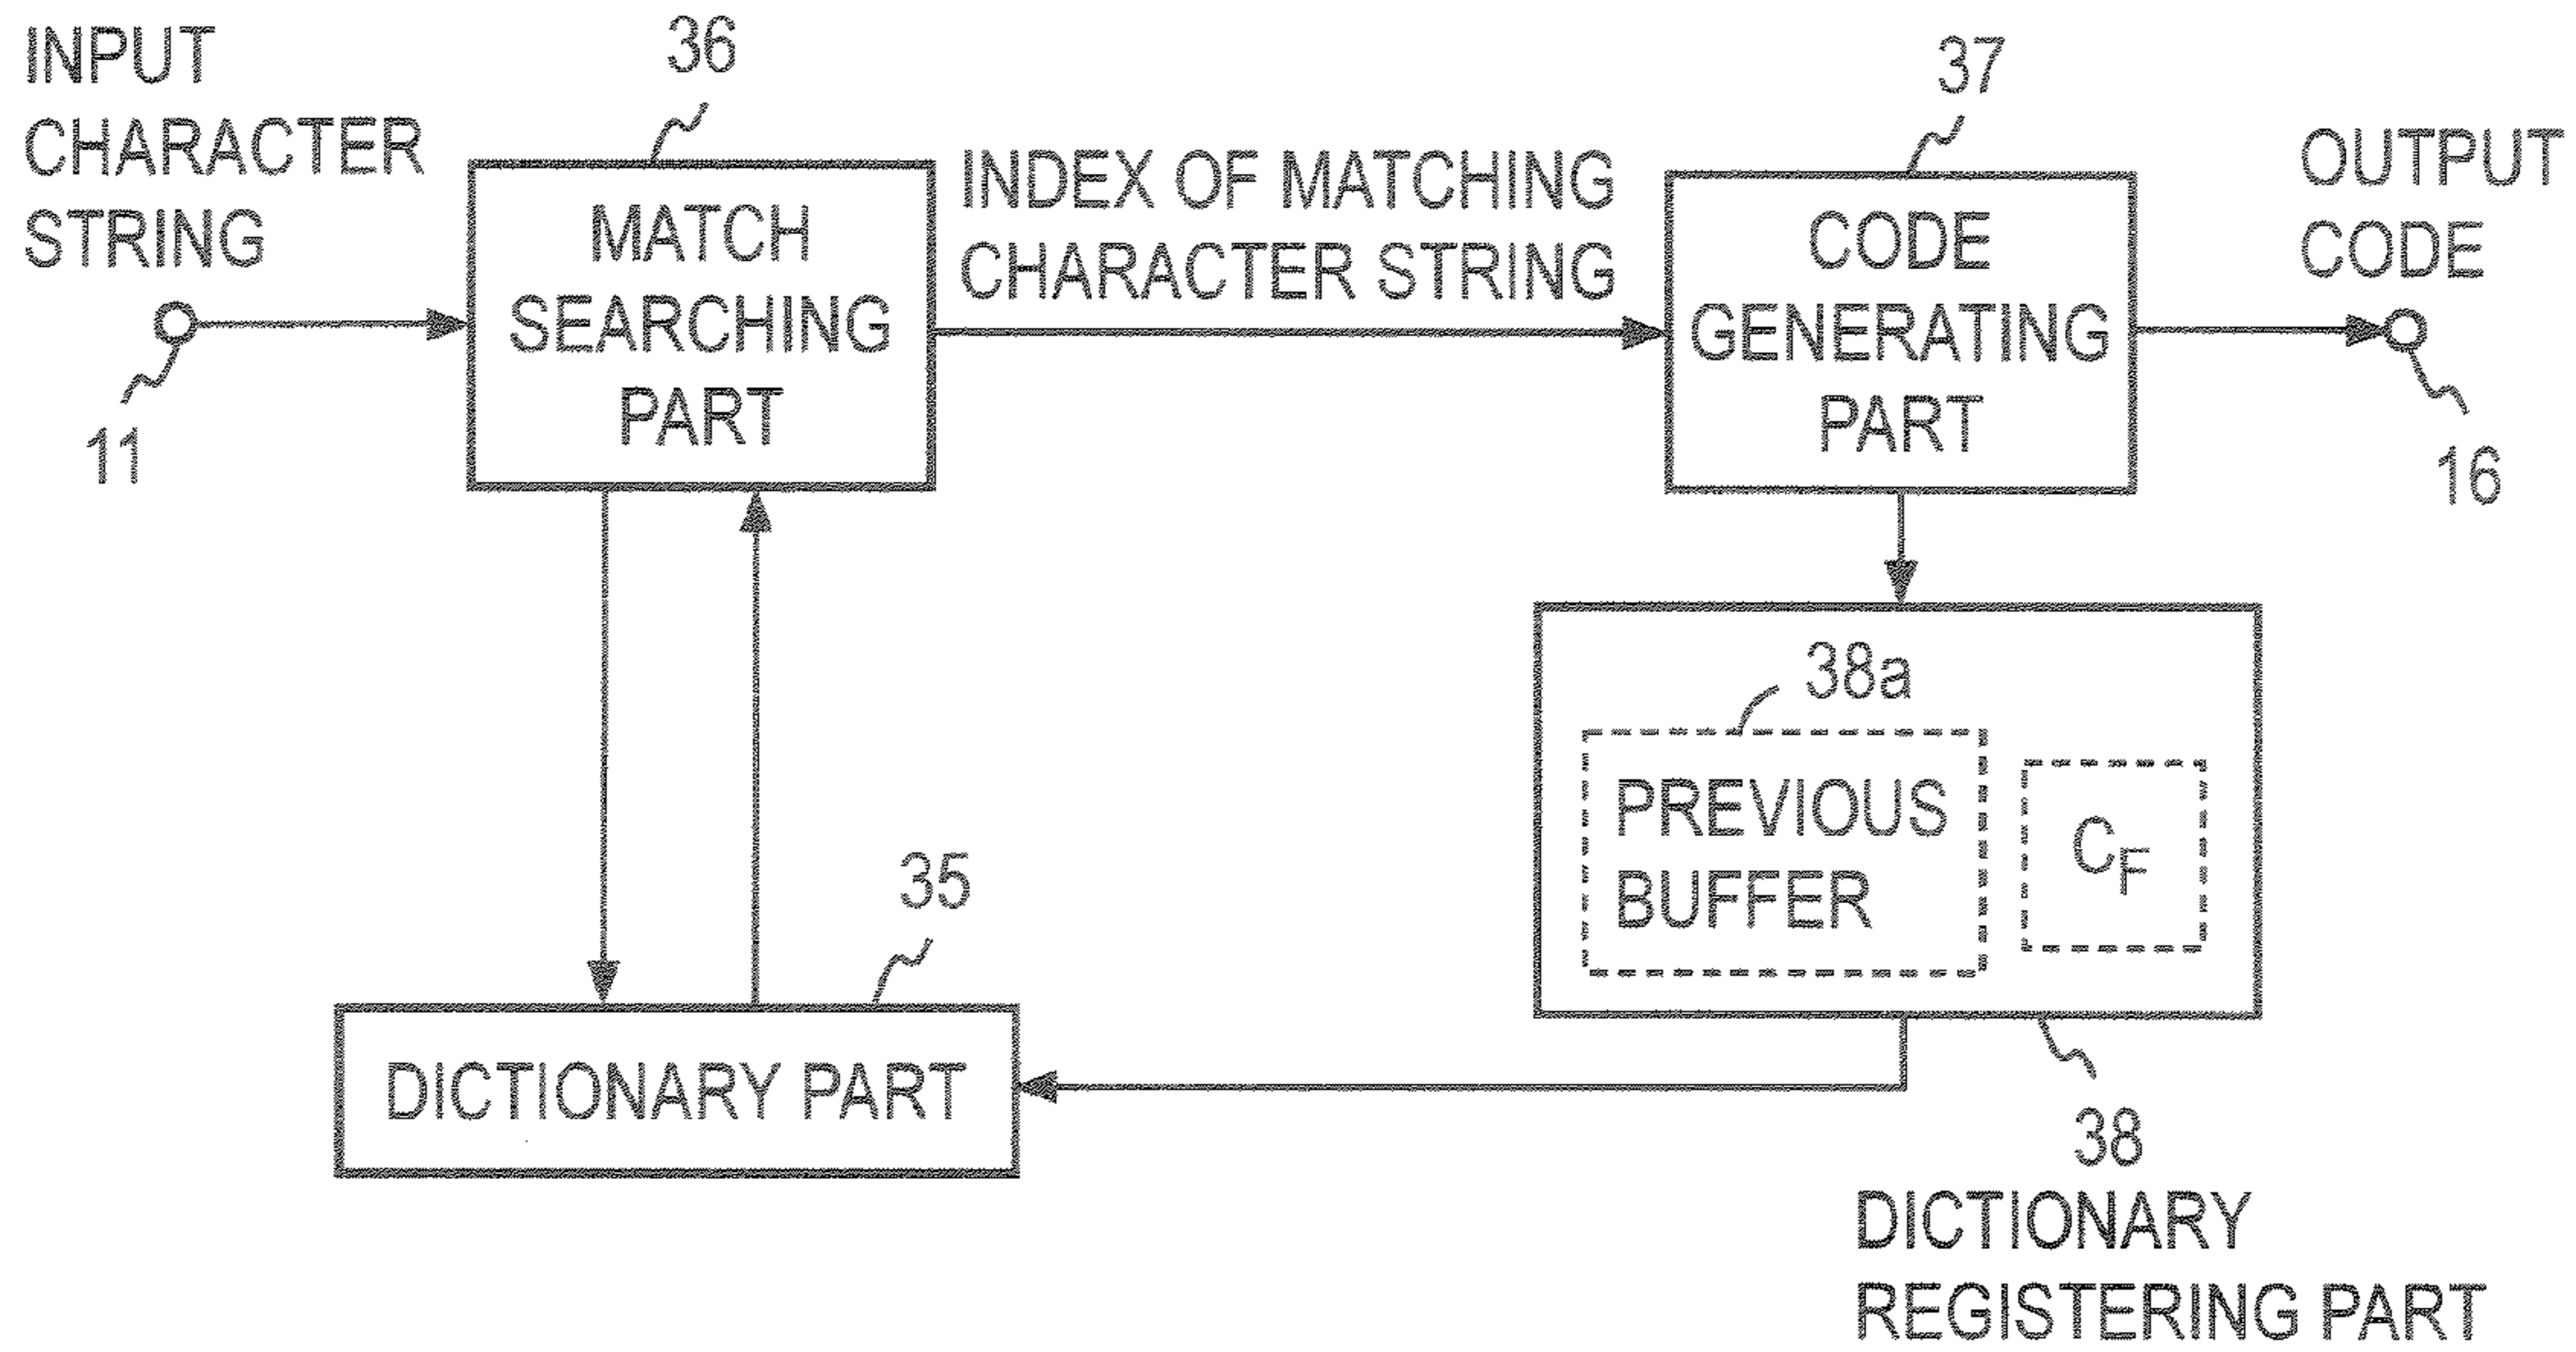 INPUT
CHARACTER
STRING
11
36
MATCH
SEARCHING
PART
INDEX OF MATCHING
CHARACTER STRING
37
CODE
GENERATING
PART
OUTPUT
CODE
16
38a
PREVIOUS
BUFFER
CF
35
DICTIONARY PART
38
DICTIONARY
REGISTERING PART